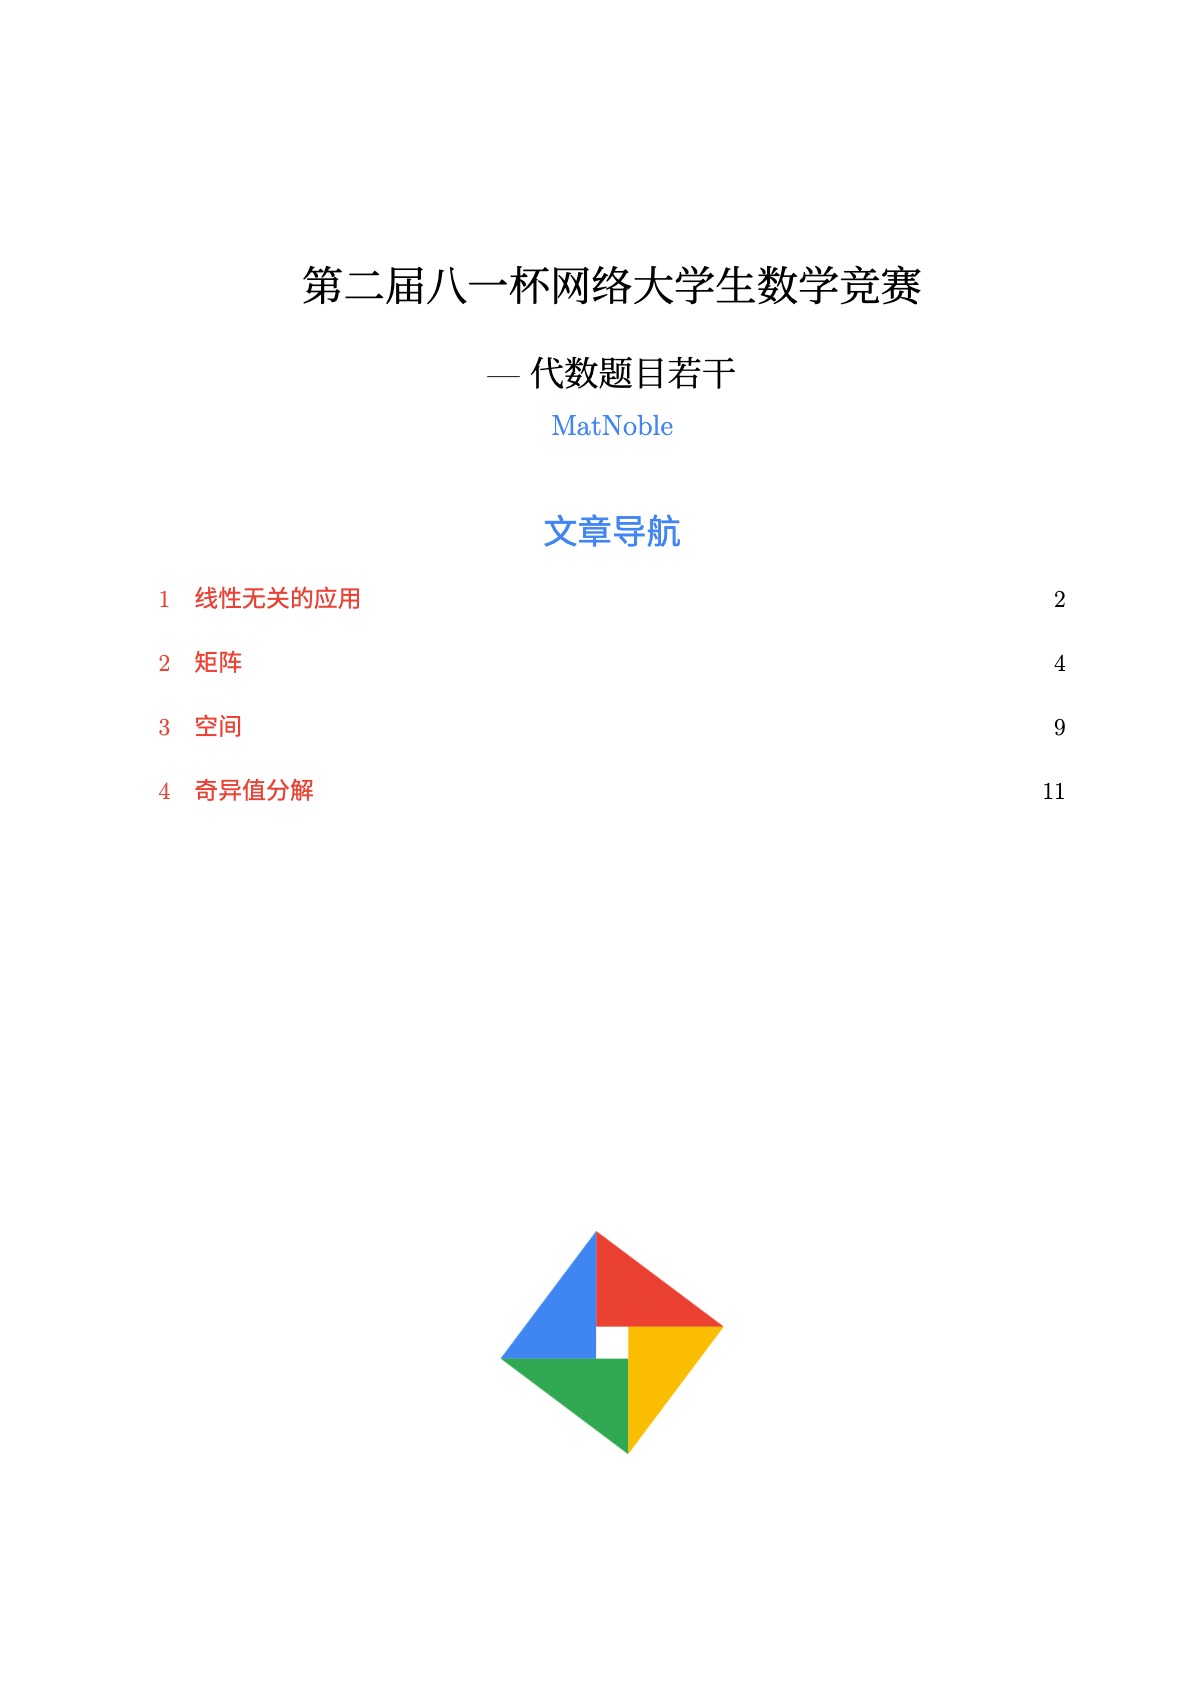 第二届八一杯网络大学生数学竞赛
— 代数题目若干
MatNoble
文章导航
1 线性无关的应用 2
2 矩阵 4
3 空间 9
4 奇异值分解 11